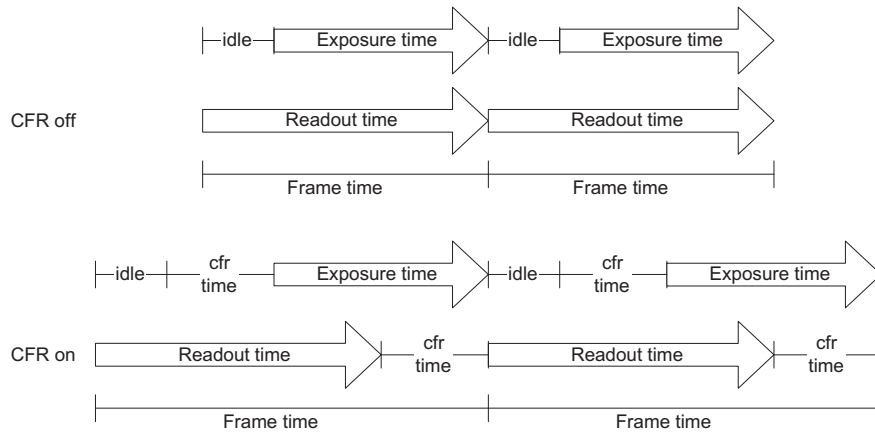 idle Exposure time idle Exposure time
CFR off Readout time Readout time
Frame time Frame time
idle cfr time Exposure time idle cfr time Exposure time
CFR on Readout time cfr time Readout time cfr time
Frame time Frame time